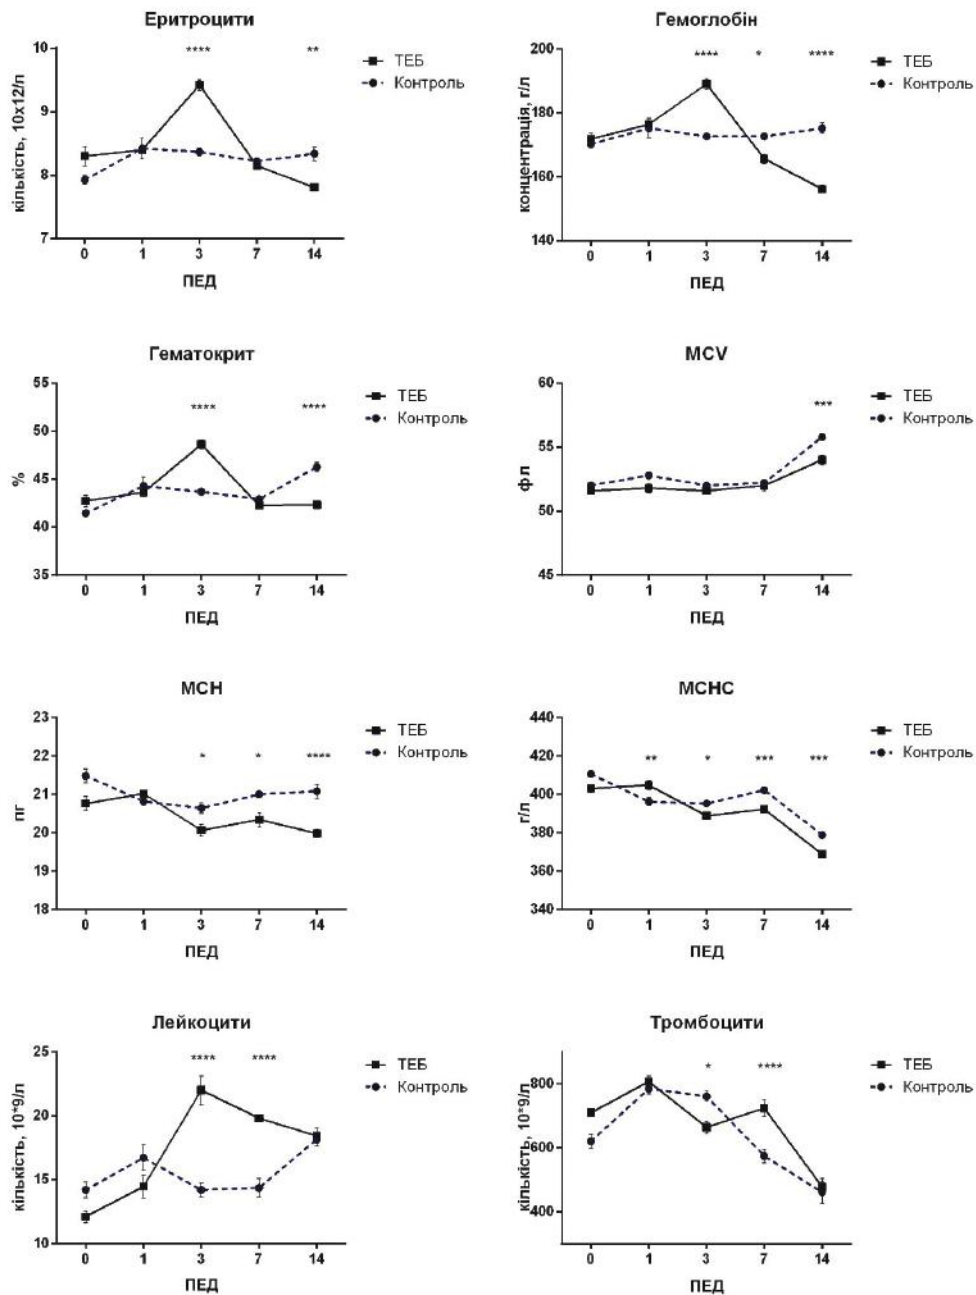 Еритроцити
****
**
10
9
8
7
кількість, 10x12/л
0 1 3 7 14
ПЕД
ТЕБ
Контроль
Гемоглобін
****
*
****
200
180
160
140
концентрація, г/л
0 1 3 7 14
ПЕД
ТЕБ
Контроль
Гематокрит
****
****
55
50
45
40
35
%
0 1 3 7 14
ПЕД
ТЕБ
Контроль
MCV
***
60
55
50
45
фл
0 1 3 7 14
ПЕД
ТЕБ
Контроль
MCH
*
*
****
23
22
21
20
19
18
пг
0 1 3 7 14
ПЕД
ТЕБ
Контроль
MCHC
**
*
***
***
440
420
400
380
360
340
г/л
0 1 3 7 14
ПЕД
ТЕБ
Контроль
Лейкоцити
****
****
25
20
15
10
кількість, 10*9/л
0 1 3 7 14
ПЕД
ТЕБ
Контроль
Тромбоцити
*
****
800
600
400
кількість, 10*9/л
0 1 3 7 14
ПЕД
ТЕБ
Контроль